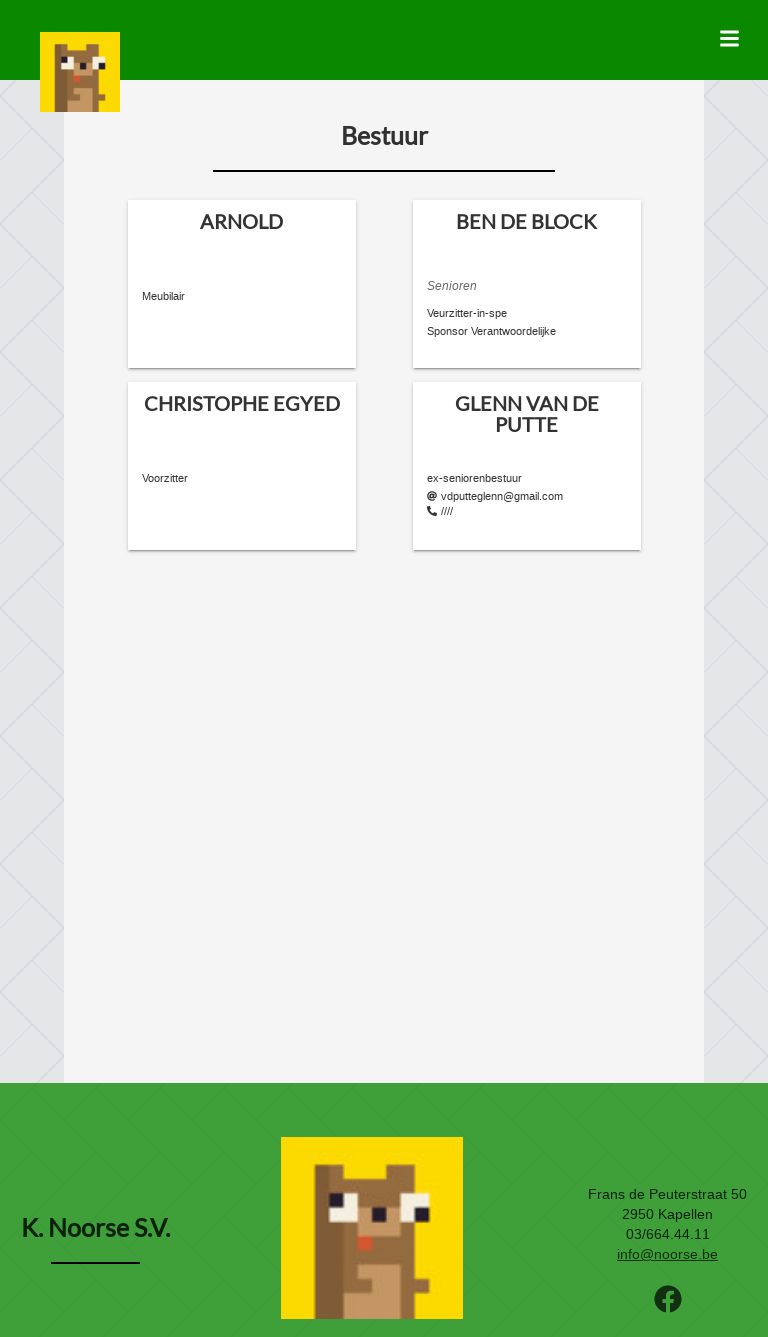 Bestuur
ARNOLD
Meubilair
BEN DE BLOCK
Senioren
Veurzitter-in-spe
Sponsor Verantwoordelijke
CHRISTOPHE EGYED
Voorzitter
GLENN VAN DE
PUTTE
ex-seniorenbestuur
vdputteglenn@gmail.com
////
K. Noorse S.V.
Frans de Peuterstraat 50
2950 Kapellen
03/664.44.11
info@noorse.be